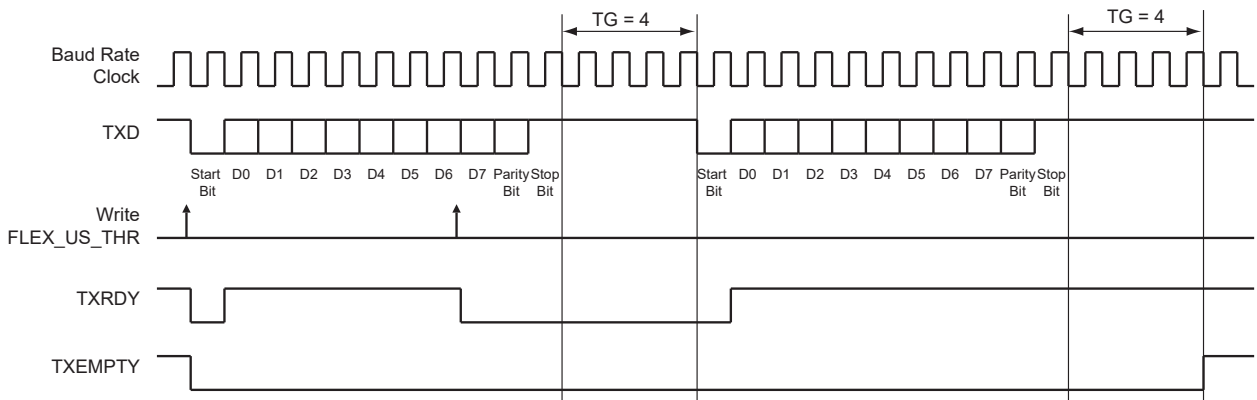 TG = 4
TG = 4
Baud Rate
Clock
TXD
Start
Bit
D0
D1
D2
D3
D4
D5
D6
D7
Parity
Bit
Stop
Bit
Start
Bit
D0
D1
D2
D3
D4
D5
D6
D7
Parity
Bit
Stop
Bit
Write
FLEX_US_THR
TXRDY
TXEMPTY